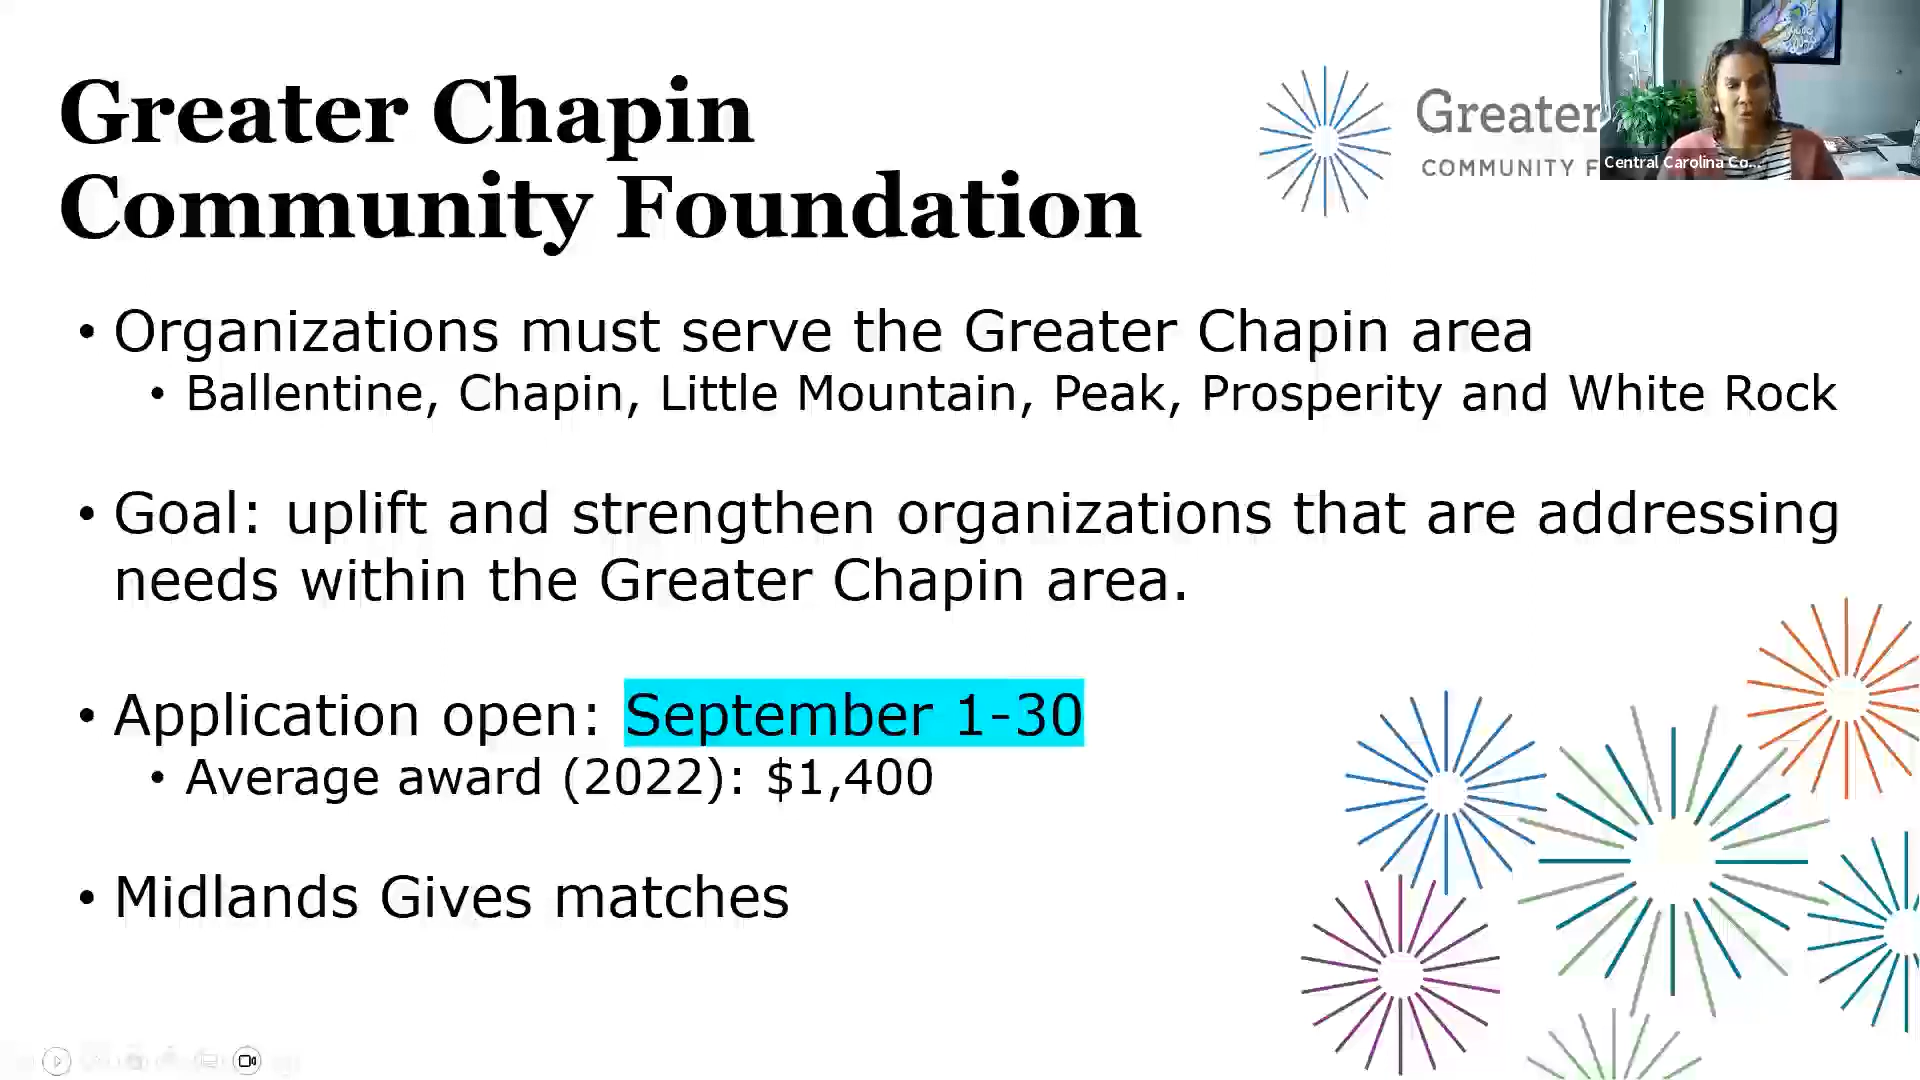 Greater Chapin
Community Foundation
Greater
COMMUNITY F
Central Carolina Co...
• Organizations must serve the Greater Chapin area
• Ballentine, Chapin, Little Mountain, Peak, Prosperity and White Rock
• Goal: uplift and strengthen organizations that are addressing
needs within the Greater Chapin area.
• Application open: September 1-30
• Average award (2022): $1,400
• Midlands Gives matches